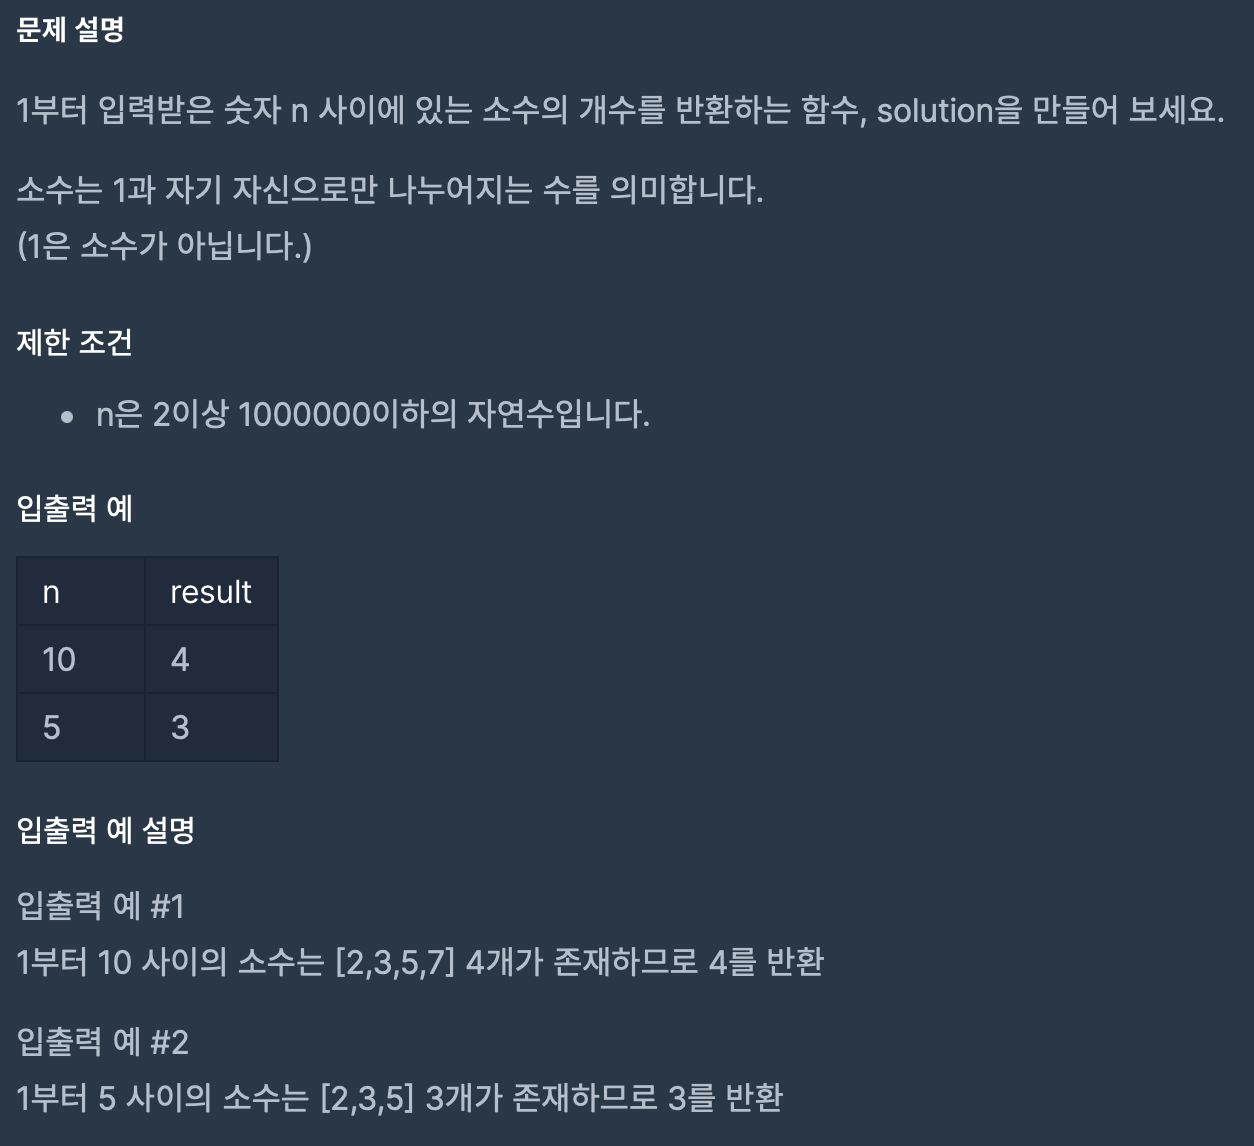 문제 설명
1부터 입력받은 숫자 n 사이에 있는 소수의 개수를 반환하는 함수, solution을 만들어 보세요.
소수는 1과 자기 자신으로만 나누어지는 수를 의미합니다.
(1은 소수가 아닙니다.)
제한 조건
• n은 2이상 1000000이하의 자연수입니다.
입출력 예
n result
10 4
5 3
입출력 예 설명
입출력 예 #1
1부터 10 사이의 소수는 [2,3,5,7] 4개가 존재하므로 4를 반환
입출력 예 #2
1부터 5 사이의 소수는 [2,3,5] 3개가 존재하므로 3를 반환